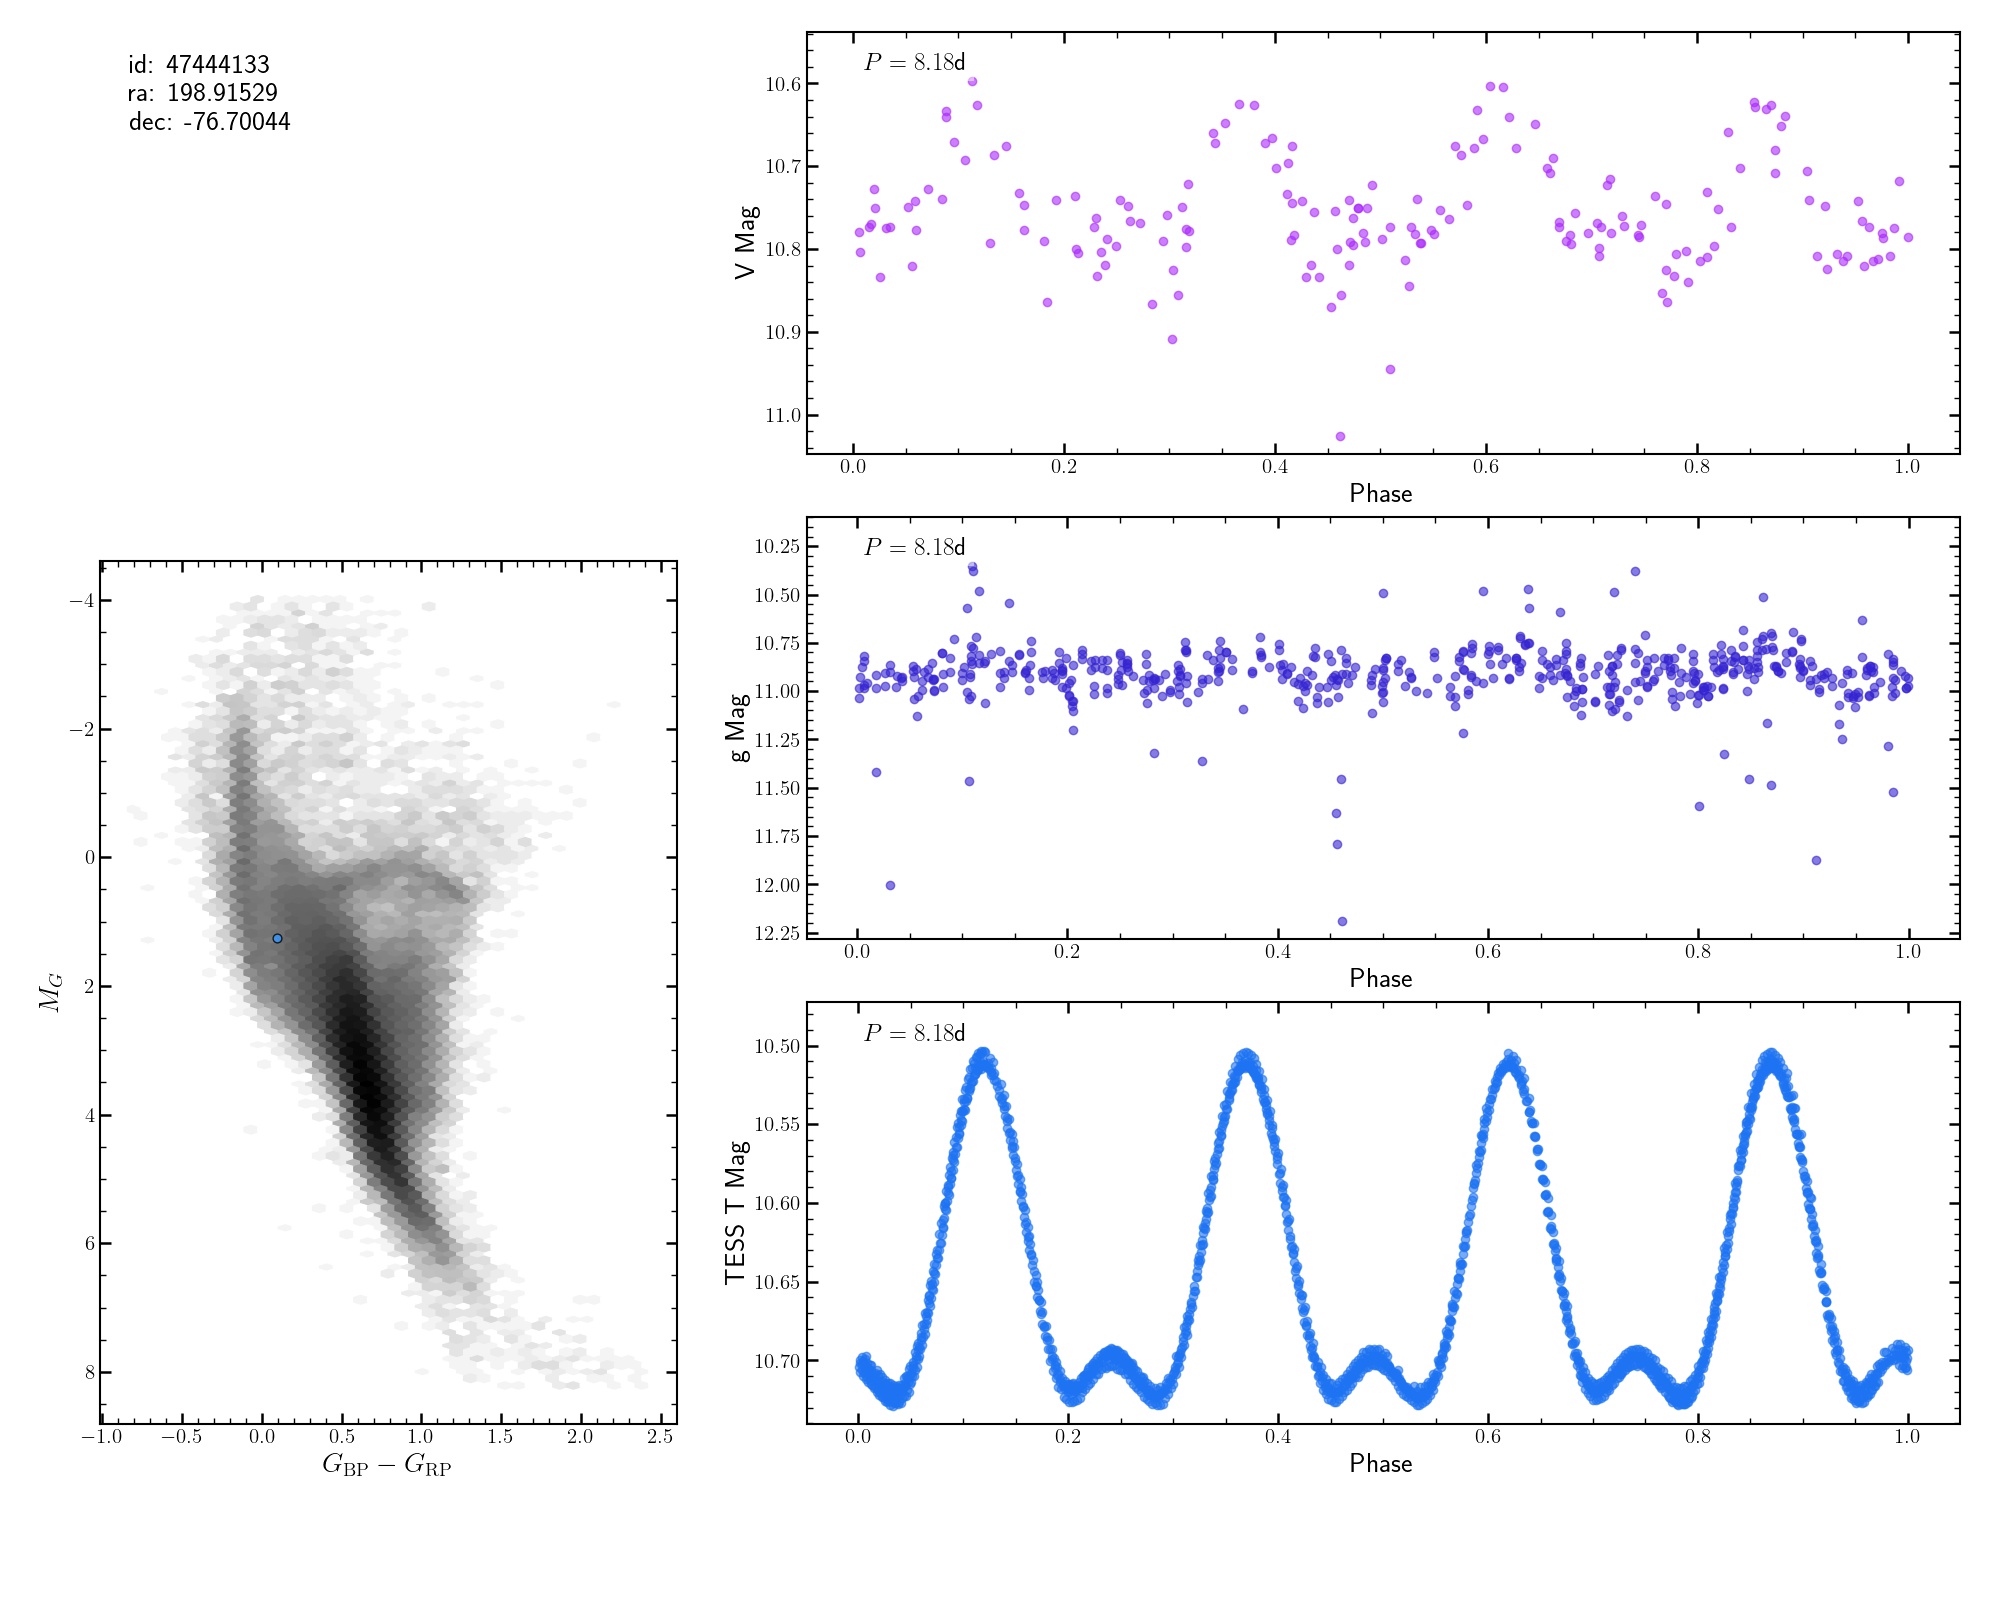 id: 47444133
ra: 198.91529
dec: -76.70044
P = 8.18d
10.6
10.7
10.8
10.9
11.0
V Mag
0.0 0.2 0.4 0.6 0.8 1.0
Phase
P = 8.18d
10.25
10.50
10.75
11.00
11.25
11.50
11.75
12.00
12.25
g Mag
0.0 0.2 0.4 0.6 0.8 1.0
Phase
P = 8.18d
10.50
10.55
10.60
10.65
10.70
TESS T Mag
0.0 0.2 0.4 0.6 0.8 1.0
Phase
−4
−2
0
2
4
6
8
M_G
−1.0 −0.5 0.0 0.5 1.0 1.5 2.0 2.5
G_BP − G_RP